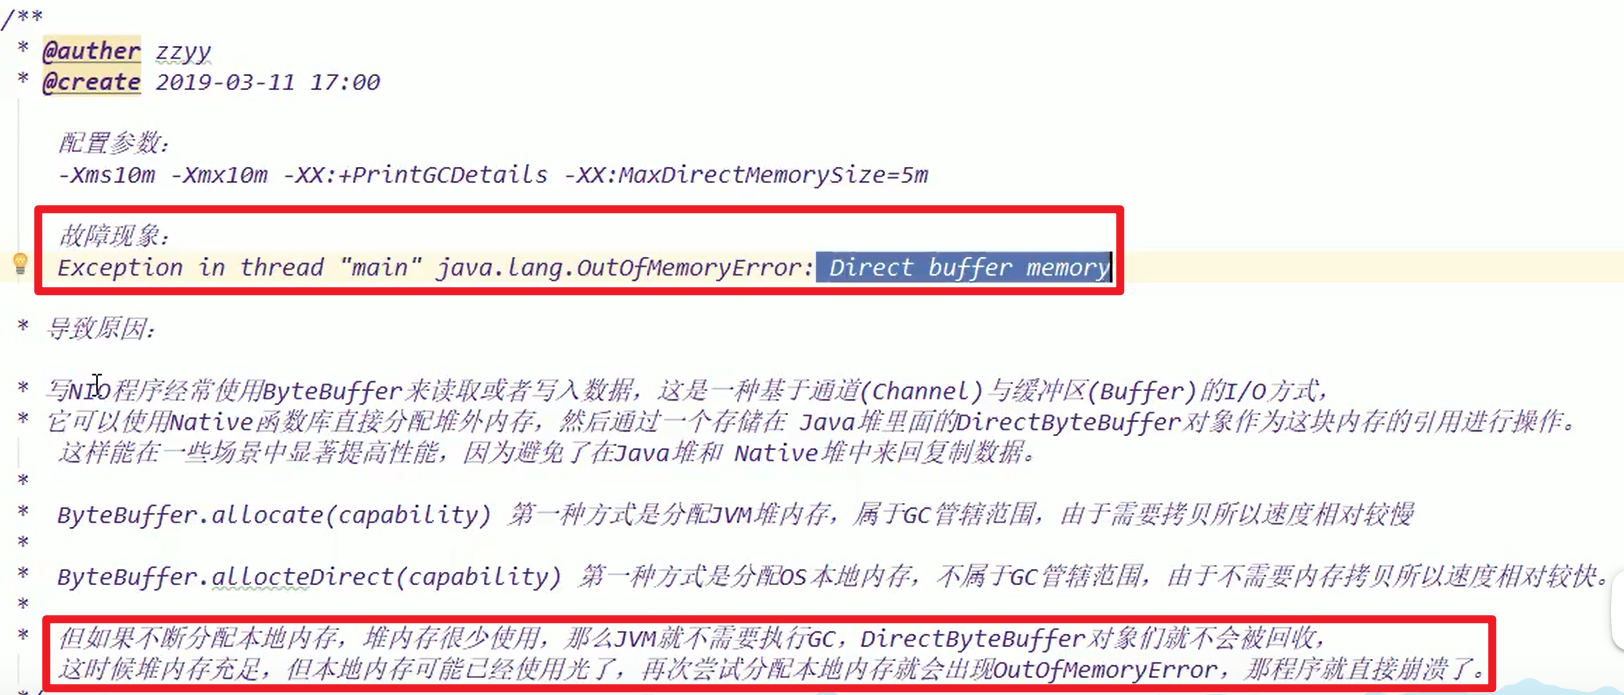 /**
* @auther zzyy
* @create 2019-03-11 17:00
配置参数:
-Xms10m -Xmx10m -XX:+PrintGCDetails -XX:MaxDirectMemorySize=5m
故障现象:
Exception in thread "main" java.lang.OutOfMemoryError: Direct buffer memory
* 导致原因:
* 写NIO程序经常使用ByteBuffer来读取或者写入数据，这是一种基于通道(Channel)与缓冲区(Buffer)的I/O方式，
* 它可以使用Native函数库直接分配堆外内存，然后通过一个存储在 Java堆里面的DirectByteBuffer对象作为这块内存的引用进行操作。
这样能在一些场景中显著提高性能，因为避免了在Java堆和 Native堆中来回复制数据。
*
* ByteBuffer.allocate(capability) 第一种方式是分配JVM堆内存，属于GC管辖范围，由于需要拷贝所以速度相对较慢
*
* ByteBuffer.allocteDirect(capability) 第一种方式是分配OS本地内存，不属于GC管辖范围，由于不需要内存拷贝所以速度相对较快。
*
* 但如果不断分配本地内存，堆内存很少使用，那么JVM就不需要执行GC，DirectByteBuffer对象们就不会被回收，
这时候堆内存充足，但本地内存可能已经使用光了，再次尝试分配本地内存就会出现OutOfMemoryError，那程序就直接崩溃了。